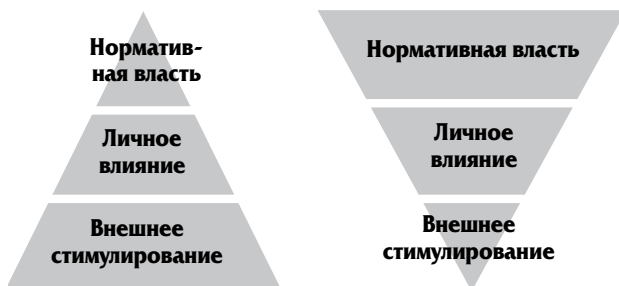 Норматив-
ная власть
Личное
влияние
Внешнее
стимулирование
Нормативная власть
Личное
влияние
Внешнее
стимулирование